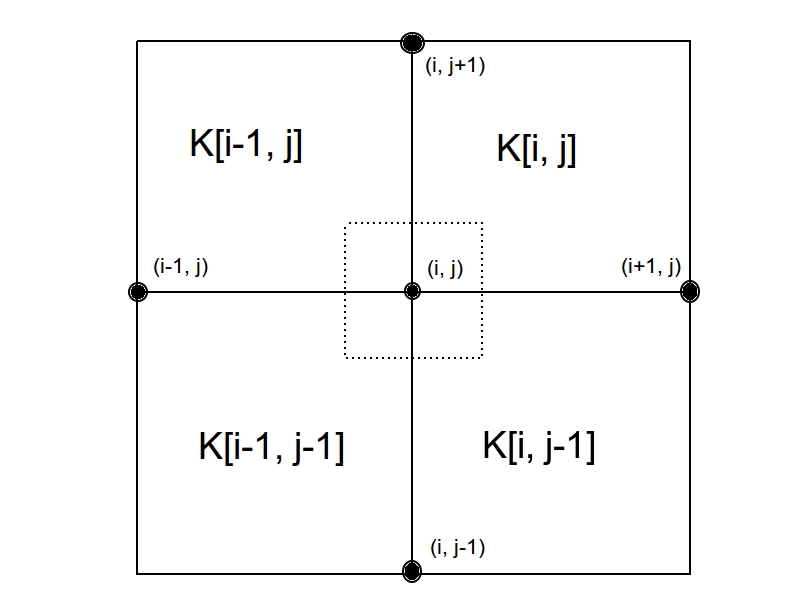 (i, j+1)
K[i-1, j]
K[i, j]
(i-1, j)
(i, j)
(i+1, j)
K[i-1, j-1]
K[i, j-1]
(i, j-1)